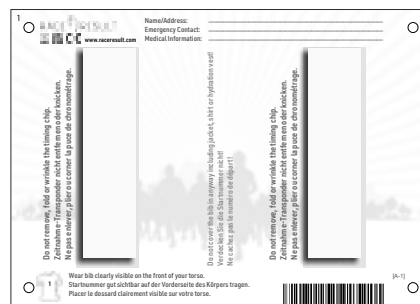 1
RACE RESULT
www.raceresult.com
Name/Address:
Emergency Contact:
Medical Information:
Do not remove, fold or wrinkle the timing chip.
Zeitnahme-Transponder nicht entfernen oder knicken.
Ne pas enlever, plier ou corner la puce de chronométrage.
Do not cover the bib in anyway including jacket, shirt or hydration vest!
Verdecken Sie die Startnummer nicht!
Ne cachez pas le numéro de départ!
Do not remove, fold or wrinkle the timing chip.
Zeitnahme-Transponder nicht entfernen oder knicken.
Ne pas enlever, plier ou corner la puce de chronométrage.
1
Wear bib clearly visible on the front of your torso.
Startnummer gut sichtbar auf der Vorderseite des Körpers tragen.
Placer le dossard clairement visible sur votre torse.
[A-1]